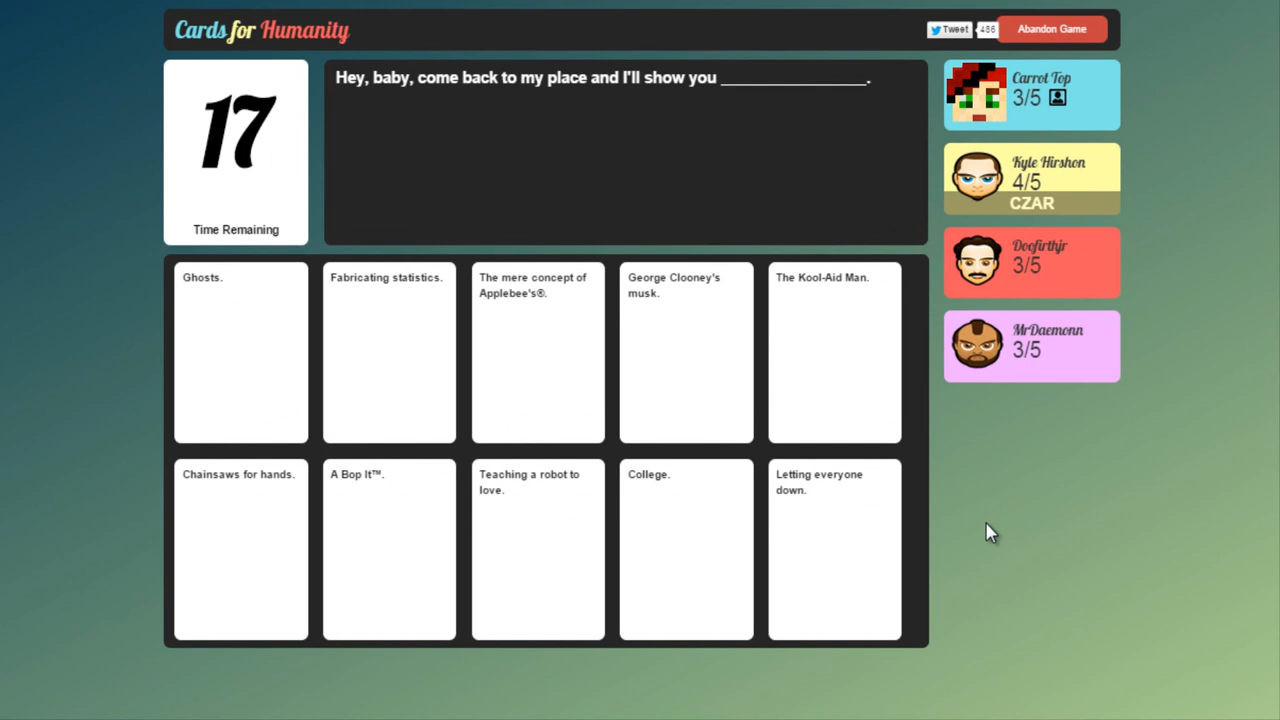 Cards for Humanity
Tweet
486
Abandon Game
17
Time Remaining
Hey, baby, come back to my place and I'll show you _________________.
Carrot Top
3/5
Kyle Hirshon
4/5
CZAR
Doofirthjr
3/5
MrDaemonn
3/5
Ghosts.
Fabricating statistics.
The mere concept of
Applebee's®.
George Clooney's
musk.
The Kool-Aid Man.
Chainsaws for hands.
A Bop It™.
Teaching a robot to
love.
College.
Letting everyone
down.